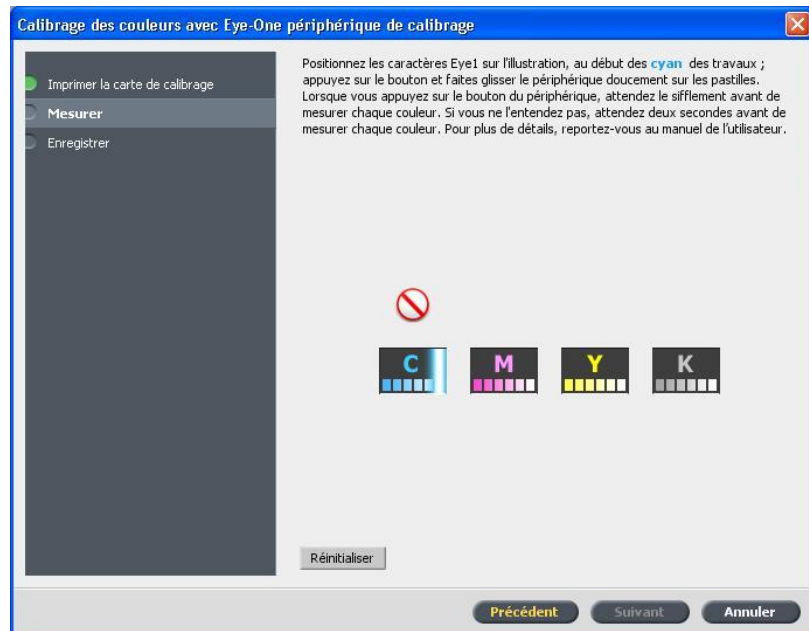 Calibrage des couleurs avec Eye-One périphérique de calibrage
Imprimer la carte de calibrage
Mesurer
Enregistrer
Positionnez les caractères Eye1 sur l'illustration, au début des cyan des travaux ;
appuyez sur le bouton et faites glisser le périphérique doucement sur les pastilles.
Lorsque vous appuyez sur le bouton du périphérique, attendez le sifflement avant de
mesurer chaque couleur. Si vous ne l'entendez pas, attendez deux secondes avant de
mesurer chaque couleur. Pour plus de détails, reportez-vous au manuel de l'utilisateur.
C M Y K
Réinitialiser
Précédent Suivant Annuler